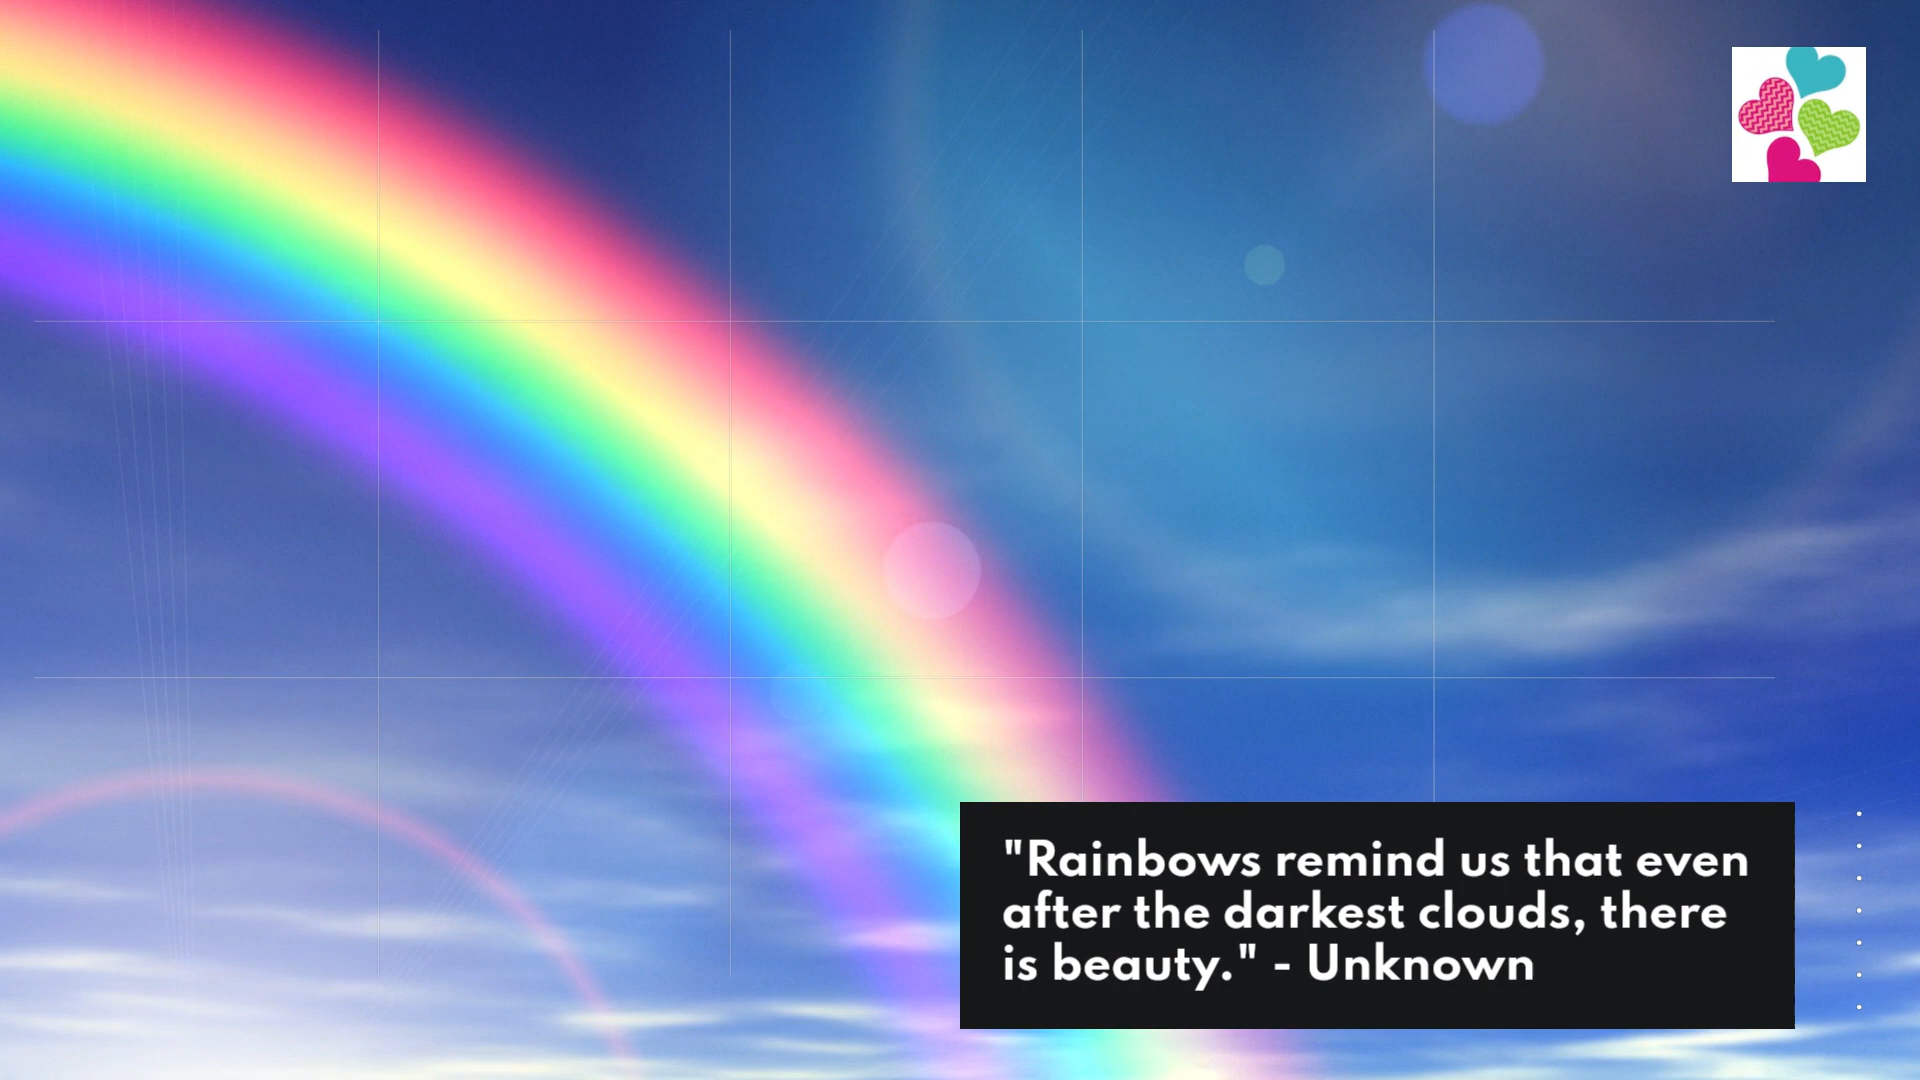 "Rainbows remind us that even
after the darkest clouds, there
is beauty." - Unknown